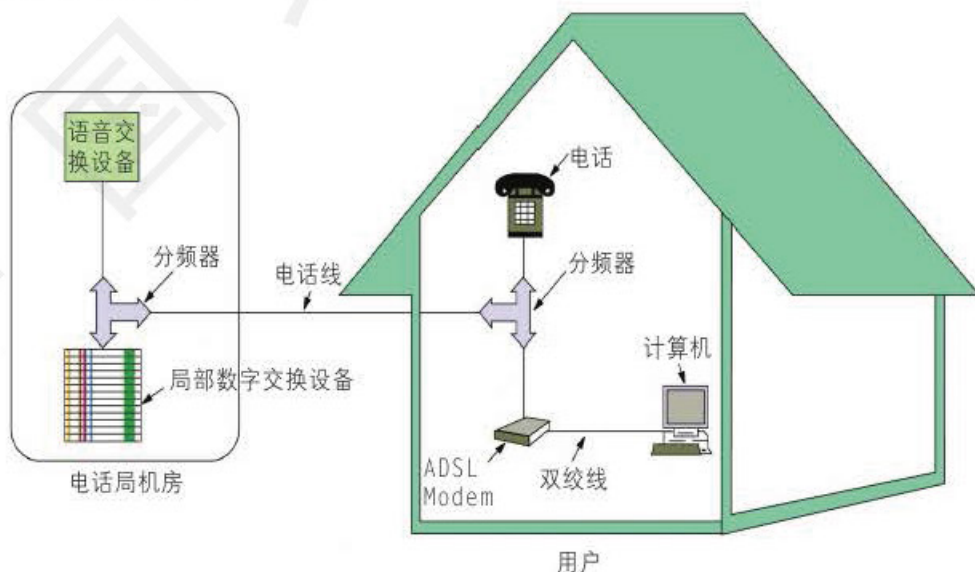 语音交
换设备
分频器
局部数字交换设备
电话局机房
电话线
电话
分频器
计算机
ADSL
Modem
双绞线
用户